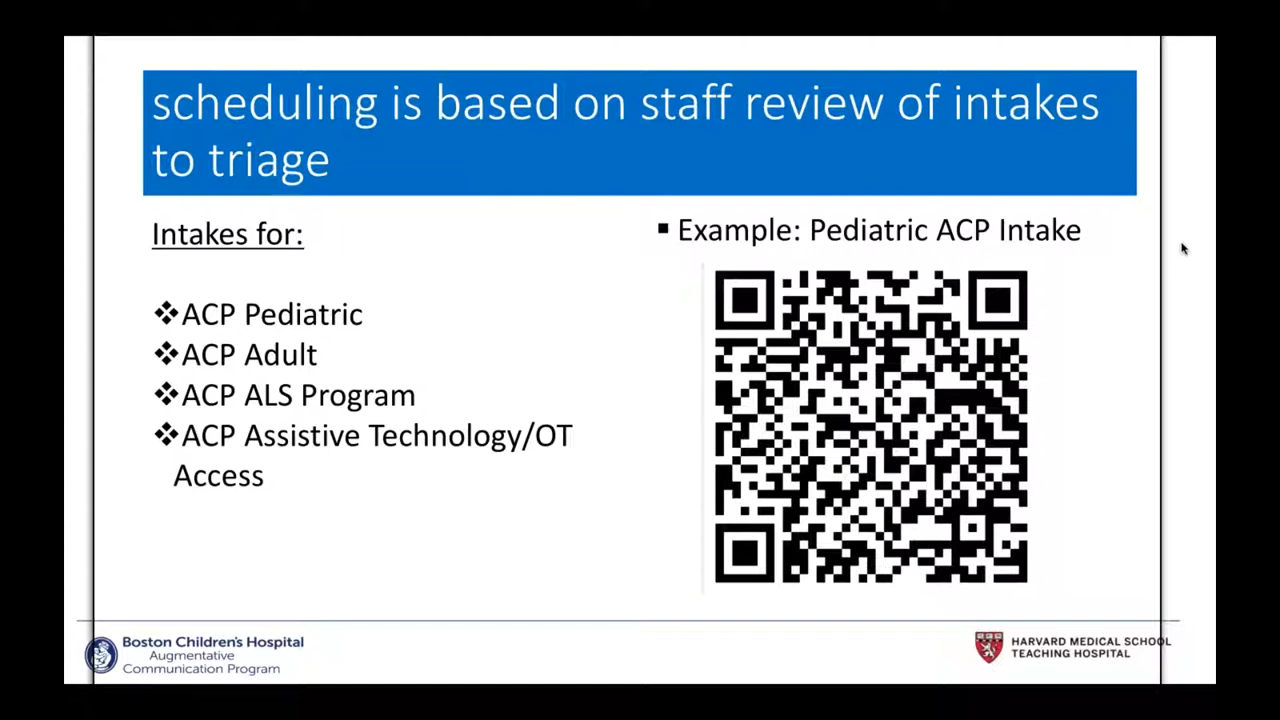 scheduling is based on staff review of intakes
to triage
Intakes for:
❖ACP Pediatric
❖ACP Adult
❖ACP ALS Program
❖ACP Assistive Technology/OT
Access
▪ Example: Pediatric ACP Intake
Boston Children's Hospital
Augmentative
Communication Program
HARVARD MEDICAL SCHOOL
TEACHING HOSPITAL